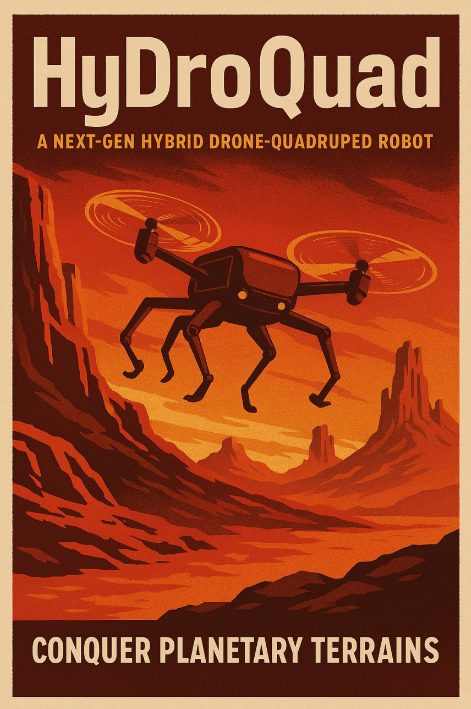 HyDroQuad
A NEXT-GEN HYBRID DRONE-QUADRUPED ROBOT
CONQUER PLANETARY TERRAINS